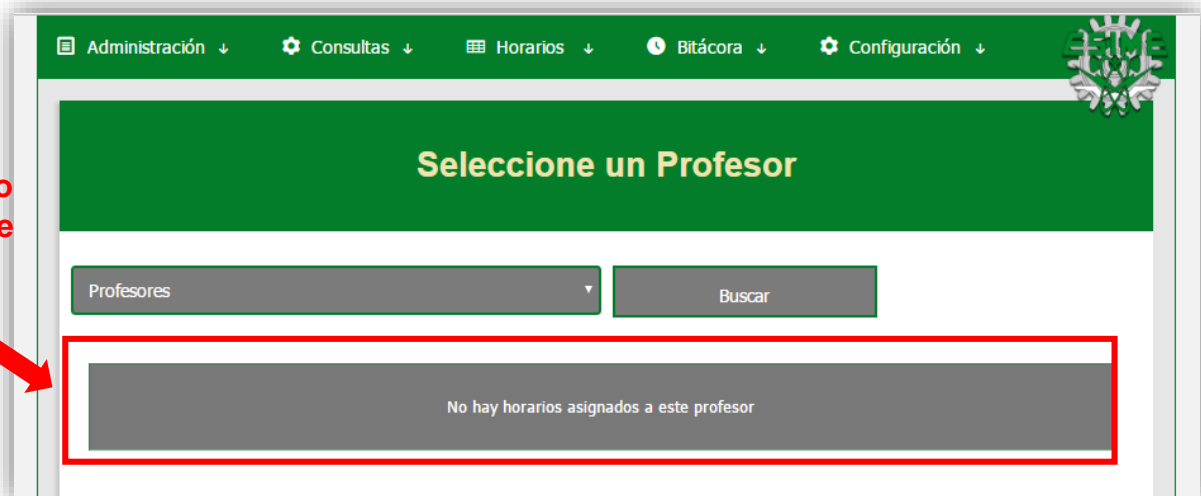 Administración ↓ Consultas ↓ Horarios ↓ Bitácora ↓ Configuración ↓
Seleccione un Profesor
Profesores
Buscar
No hay horarios asignados a este profesor